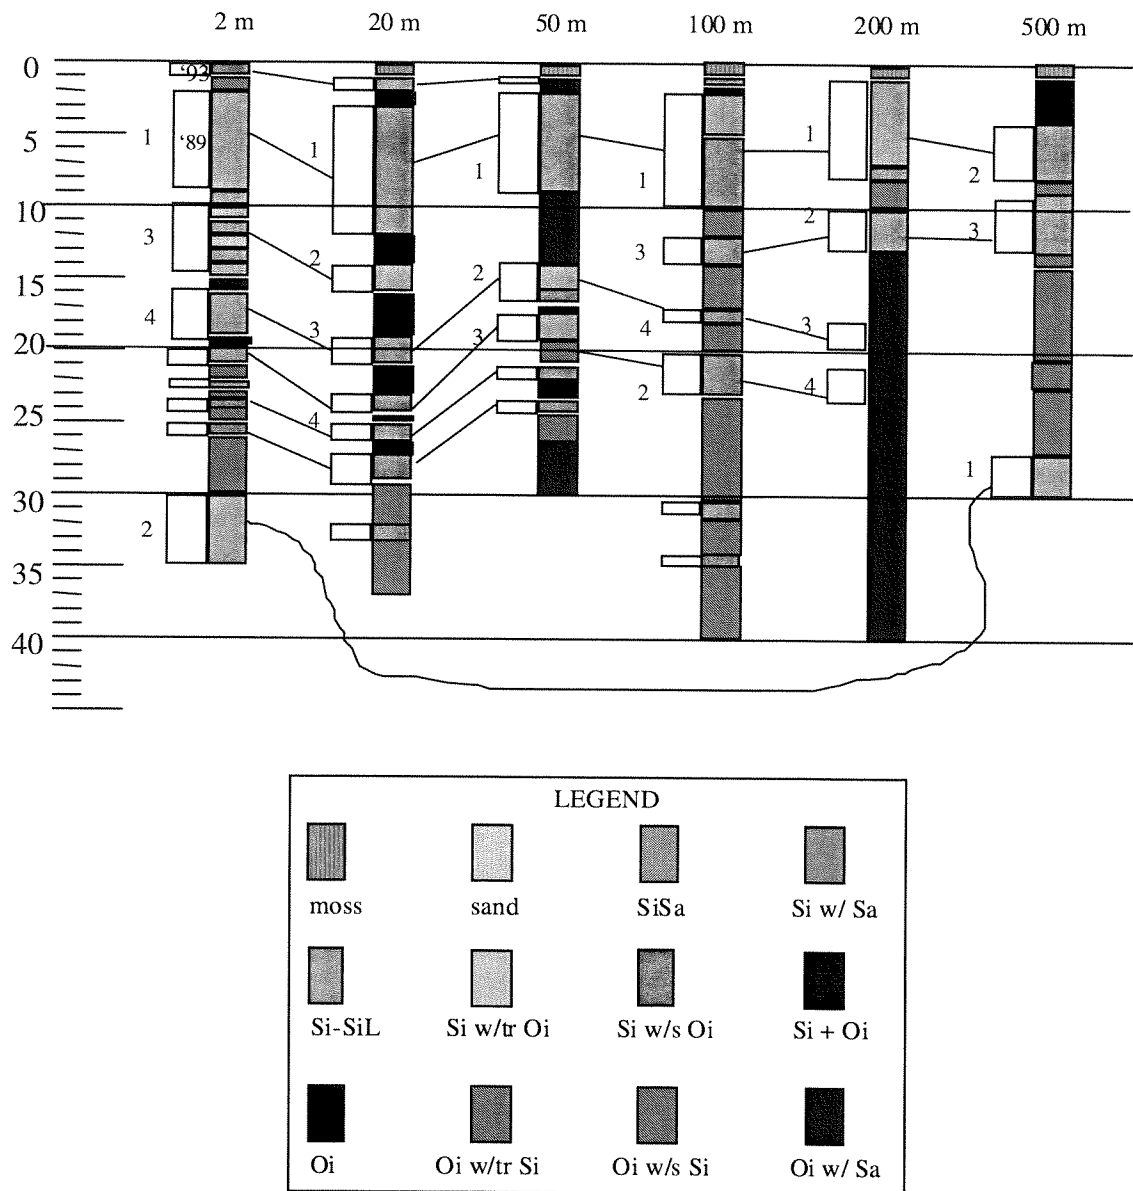 2 m 20 m 50 m 100 m 200 m 500 m
0
'93
5
1 '89 1 1 1 1 2
10
3 2 2 3 2 3
15
4 3 3 4 3
20
4 2 4
25
1
30
2
35
40
LEGEND
moss sand SiSa Si w/ Sa
Si-SiL Si w/tr Oi Si w/s Oi Si + Oi
Oi Oi w/tr Si Oi w/s Si Oi w/ Sa